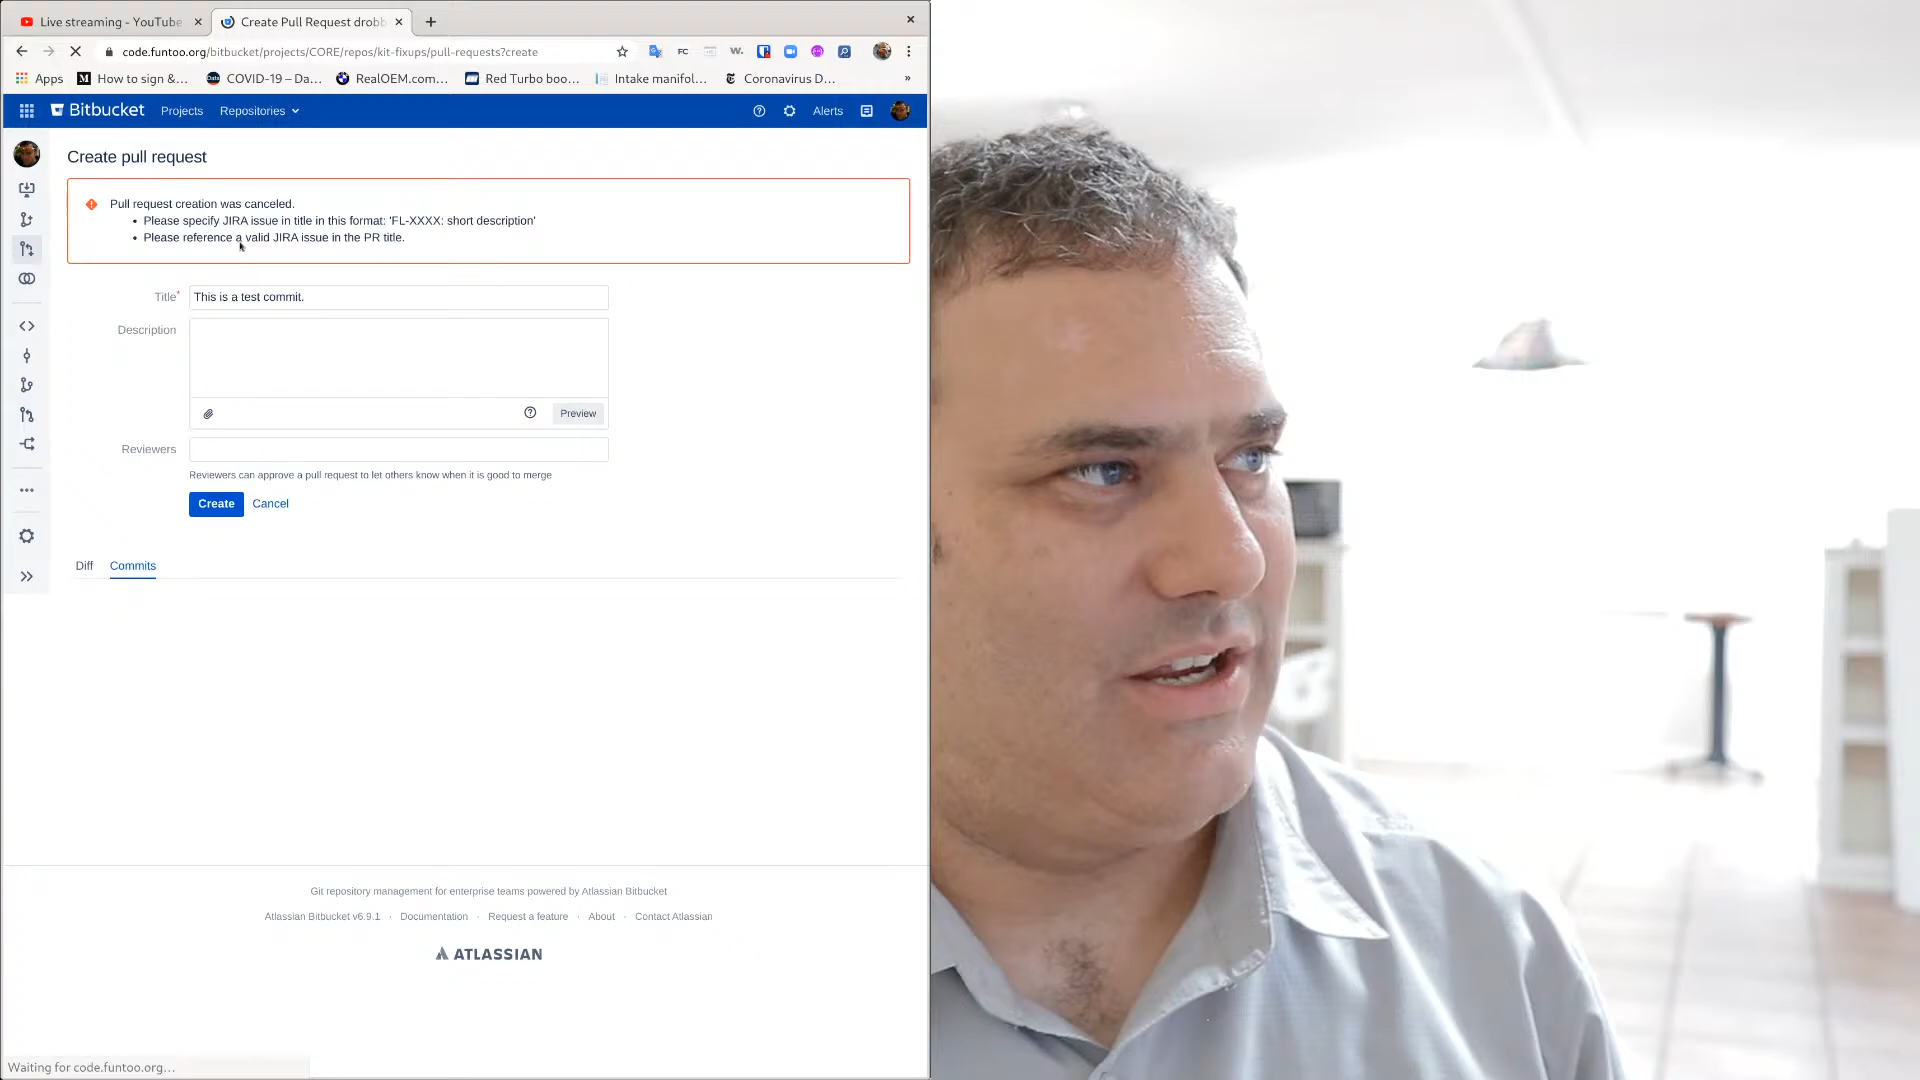 Live streaming - YouTube
Create Pull Request drobb
code.funtoo.org/bitbucket/projects/CORE/repos/kit-fixups/pull-requests?create
FC
W.
Apps
How to sign &...
COVID-19 – Da...
RealOEM.com...
Red Turbo boo...
Intake manifol...
Coronavirus D...
Bitbucket
Projects
Repositories
Alerts
Create pull request
Pull request creation was canceled.
• Please specify JIRA issue in title in this format: 'FL-XXXX: short description'
• Please reference a valid JIRA issue in the PR title.
Title*
This is a test commit.
Description
Preview
Reviewers
Reviewers can approve a pull request to let others know when it is good to merge
Create
Cancel
Diff
Commits
Git repository management for enterprise teams powered by Atlassian Bitbucket
Atlassian Bitbucket v6.9.1 · Documentation · Request a feature · About · Contact Atlassian
ATLASSIAN
Waiting for code.funtoo.org...